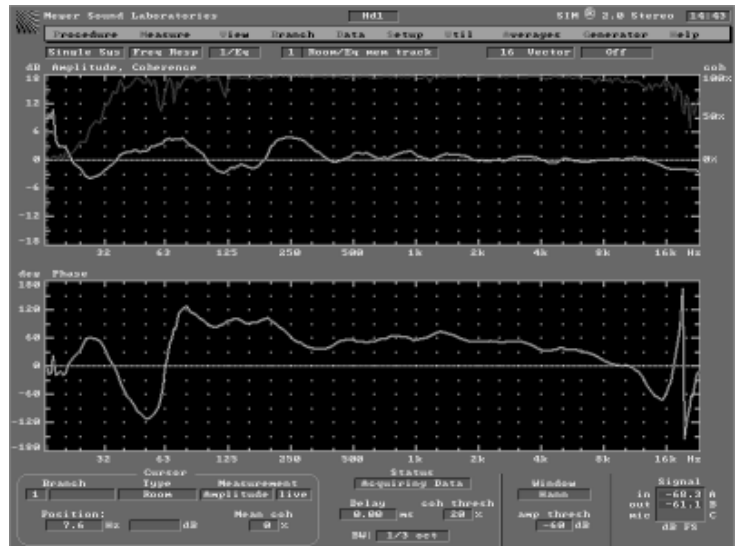 Meyer Sound Laboratories Hd1 SIM ® 2.0 Stereo 14:43
Procedure Measure View Branch Data Setup Util Averages Generator Help
Single Sys Freq Resp 1/Eq 1 Room/Eq mem track 16 Vector Off
dB Amplitude, Coherence coh
18 100%
12
6 50%
0 0%
-6
-12
-18
32 63 125 250 500 1k 2k 4k 8k 16k Hz
deg Phase
180
120
60
0
-60
-120
-180
32 63 125 250 500 1k 2k 4k 8k 16k Hz
Cursor Status
Branch Type Measurement Acquiring Data Window Signal
1 Room Amplitude live Hann in -60.3 A
Delay coh thresh out -61.1 B
Position: Mean coh 0.00 ms 20 % amp thresh mic C
7.6 Hz dB 0 % -60 dB dB FS
BW: 1/3 oct